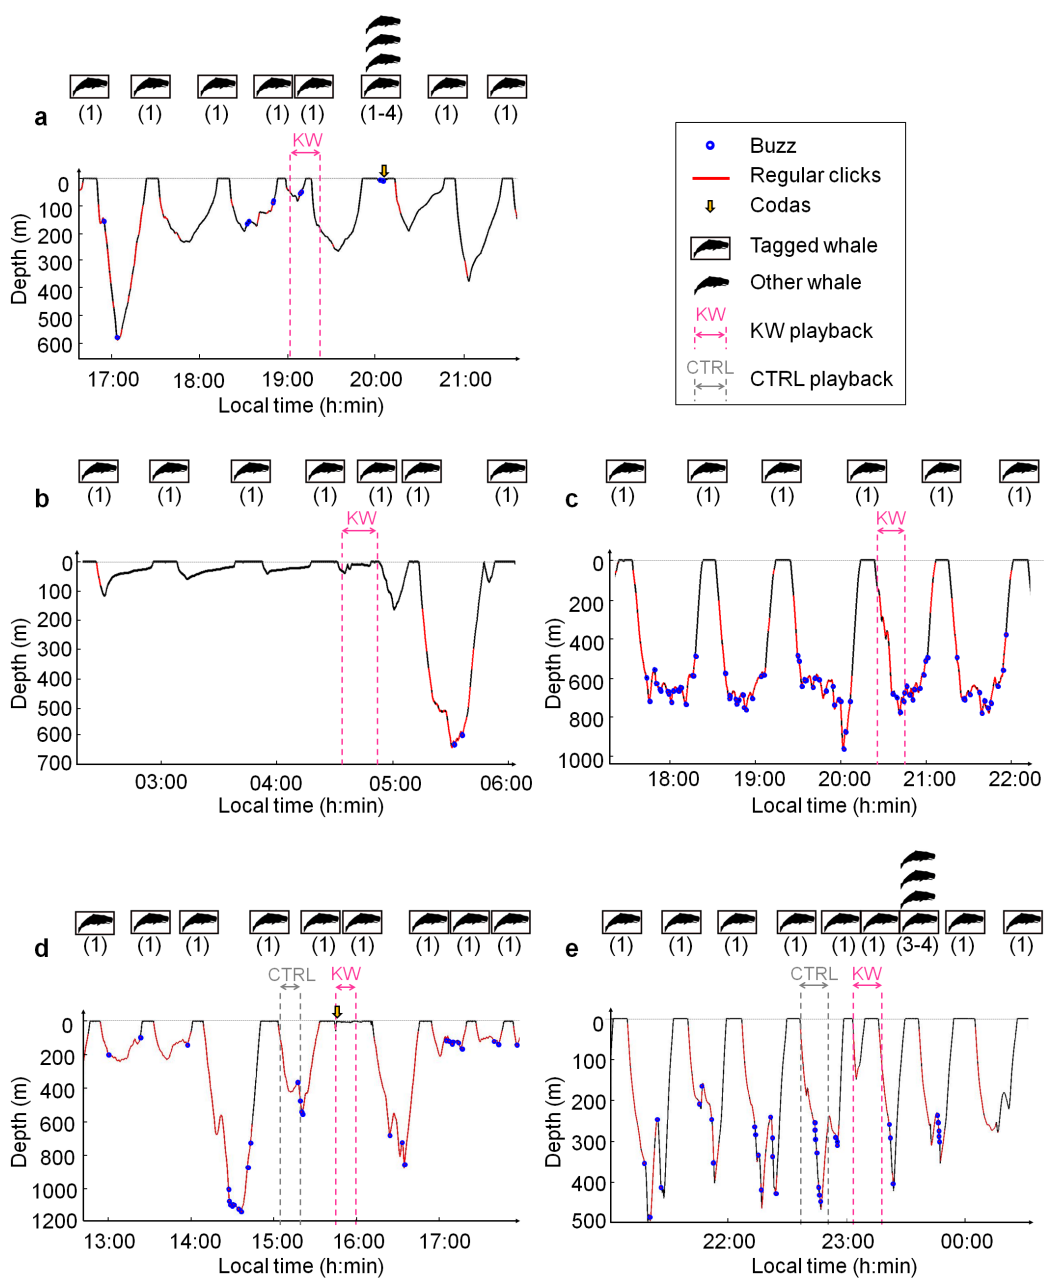 (1) (1) (1) (1) (1) (1-4) (1) (1)
a
KW
0
100
200
300
400
500
600
Depth (m)
17:00 18:00 19:00 20:00 21:00
Local time (h:min)
Buzz
Regular clicks
Codas
Tagged whale
Other whale
KW
KW playback
CTRL
CTRL playback
(1) (1) (1) (1) (1) (1) (1)
b
KW
0
100
200
300
400
500
600
700
Depth (m)
03:00 04:00 05:00 06:00
Local time (h:min)
(1) (1) (1) (1) (1) (1)
c
KW
0
200
400
600
800
1000
Depth (m)
18:00 19:00 20:00 21:00 22:00
Local time (h:min)
(1) (1) (1) (1) (1) (1) (1) (1) (1)
d
CTRL KW
0
200
400
600
800
1000
1200
Depth (m)
13:00 14:00 15:00 16:00 17:00
Local time (h:min)
(1) (1) (1) (1) (1) (1) (3-4) (1) (1)
e
CTRL KW
0
100
200
300
400
500
Depth (m)
22:00 23:00 00:00
Local time (h:min)